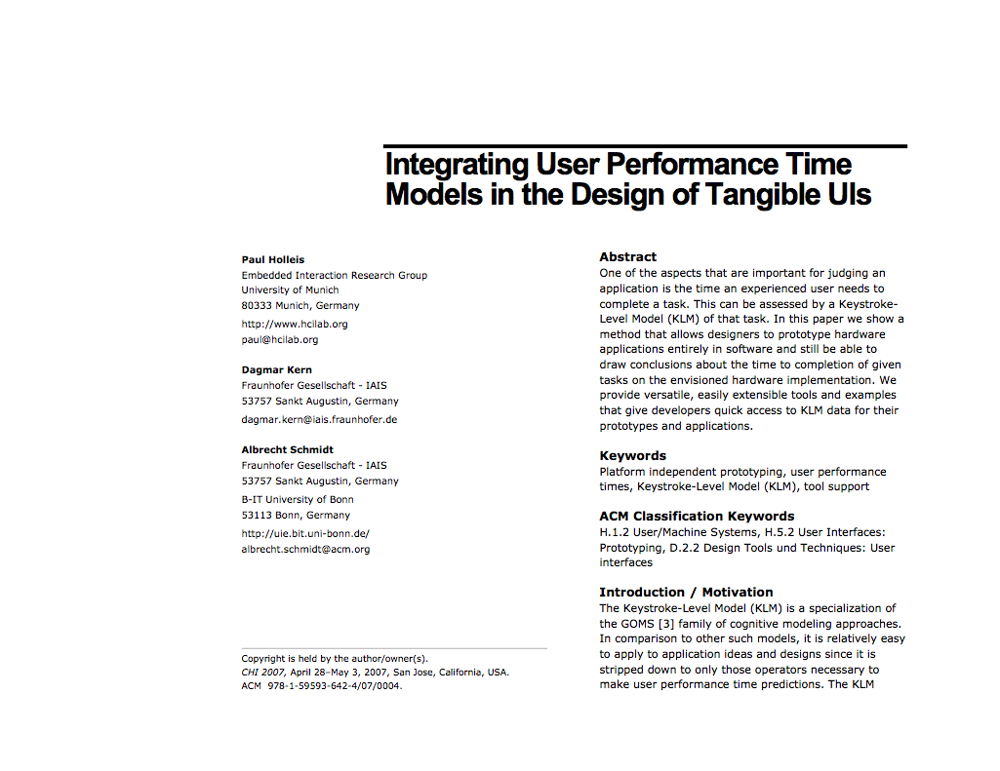 Integrating User Performance Time
Models in the Design of Tangible UIs
Paul Holleis
Embedded Interaction Research Group
University of Munich
80333 Munich, Germany
http://www.hcilab.org
paul@hcilab.org
Dagmar Kern
Fraunhofer Gesellschaft - IAIS
53757 Sankt Augustin, Germany
dagmar.kern@iais.fraunhofer.de
Albrecht Schmidt
Fraunhofer Gesellschaft - IAIS
53757 Sankt Augustin, Germany
B-IT University of Bonn
53113 Bonn, Germany
http://uie.bit.uni-bonn.de/
albrecht.schmidt@acm.org
Copyright is held by the author/owner(s).
CHI 2007, April 28–May 3, 2007, San Jose, California, USA.
ACM 978-1-59593-642-4/07/0004.
Abstract
One of the aspects that are important for judging an
application is the time an experienced user needs to
complete a task. This can be assessed by a Keystroke-
Level Model (KLM) of that task. In this paper we show a
method that allows designers to prototype hardware
applications entirely in software and still be able to
draw conclusions about the time to completion of given
tasks on the envisioned hardware implementation. We
provide versatile, easily extensible tools and examples
that give developers quick access to KLM data for their
prototypes and applications.
Keywords
Platform independent prototyping, user performance
times, Keystroke-Level Model (KLM), tool support
ACM Classification Keywords
H.1.2 User/Machine Systems, H.5.2 User Interfaces:
Prototyping, D.2.2 Design Tools und Techniques: User
interfaces
Introduction / Motivation
The Keystroke-Level Model (KLM) is a specialization of
the GOMS [3] family of cognitive modeling approaches.
In comparison to other such models, it is relatively easy
to apply to application ideas and designs since it is
stripped down to only those operators necessary to
make user performance time predictions. The KLM